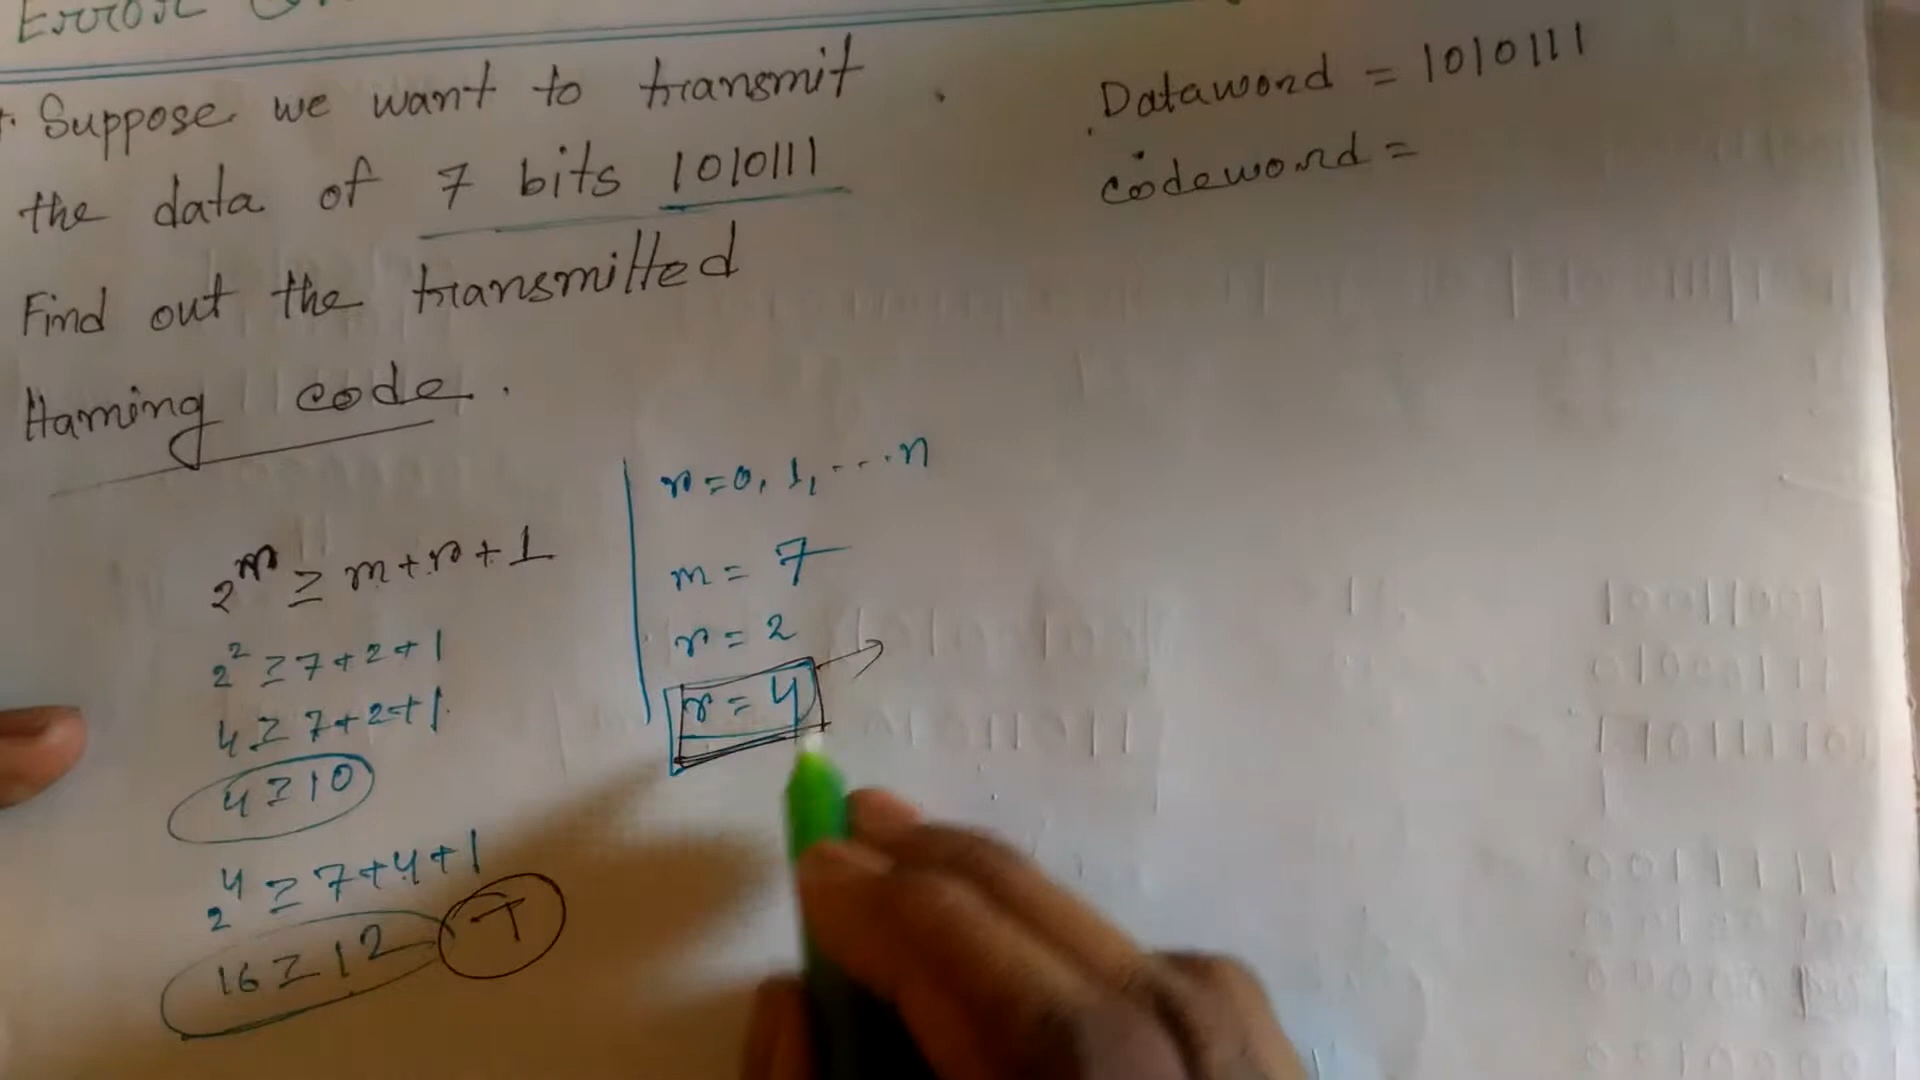 Error
Suppose we want to transmit
the data of 7 bits 1010111
Find out the transmitted
Haming code.
Dataword = 1010111
codeword =
2^r ≥ m+r+1
2^2 ≥ 7+2+1
4 ≥ 7+2+1
4 ≥ 10
2^4 ≥ 7+4+1
16 ≥ 12 T
r = 0, 1, ... n
m = 7
r = 2
r = 4